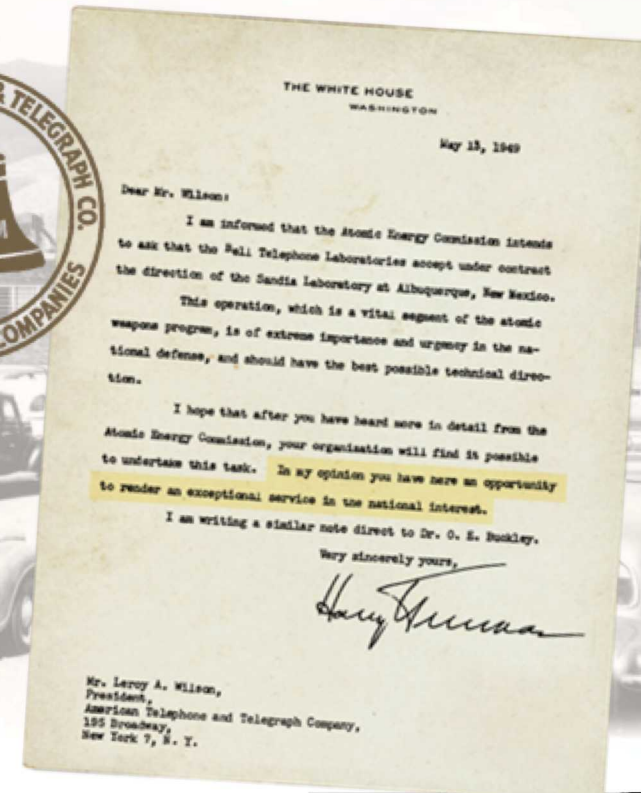 & TELEGRAPH CO.
COMPANIES
THE WHITE HOUSE
WASHINGTON
May 13, 1949
Dear Mr. Wilson:
I am informed that the Atomic Energy Commission intends
to ask that the Bell Telephone Laboratories accept under contract
the direction of the Sandia Laboratory at Albuquerque, New Mexico.
This operation, which is a vital segment of the atomic
weapons program, is of extreme importance and urgency in the na-
tional defense, and should have the best possible technical direc-
tion.
I hope that after you have heard more in detail from the
Atomic Energy Commission, your organization will find it possible
to undertake this task. In my opinion you have here an opportunity
to render an exceptional service in the national interest.
I am writing a similar note direct to Dr. O. E. Buckley.
Very sincerely yours,
Harry Truman
Mr. Leroy A. Wilson,
President,
American Telephone and Telegraph Company,
195 Broadway,
New York 7, N. Y.